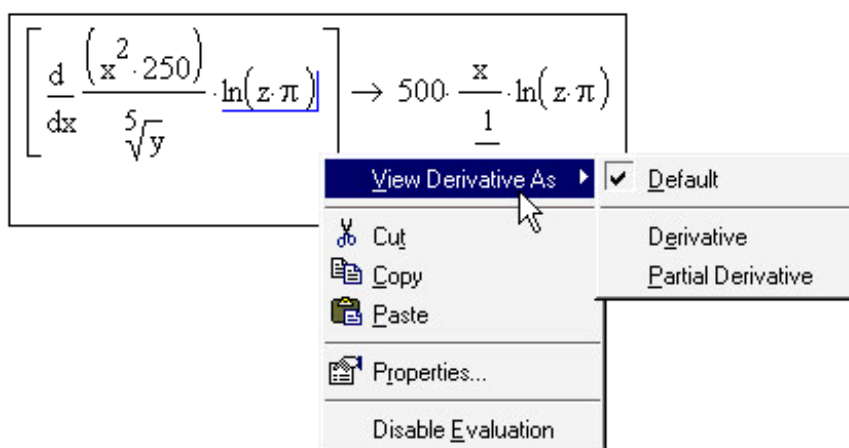 [d/dx (x²·250)/⁵√y · ln(z·π)] → 500· x/1 · ln(z·π)
View Derivative As
Default
Derivative
Partial Derivative
Cut
Copy
Paste
Properties...
Disable Evaluation